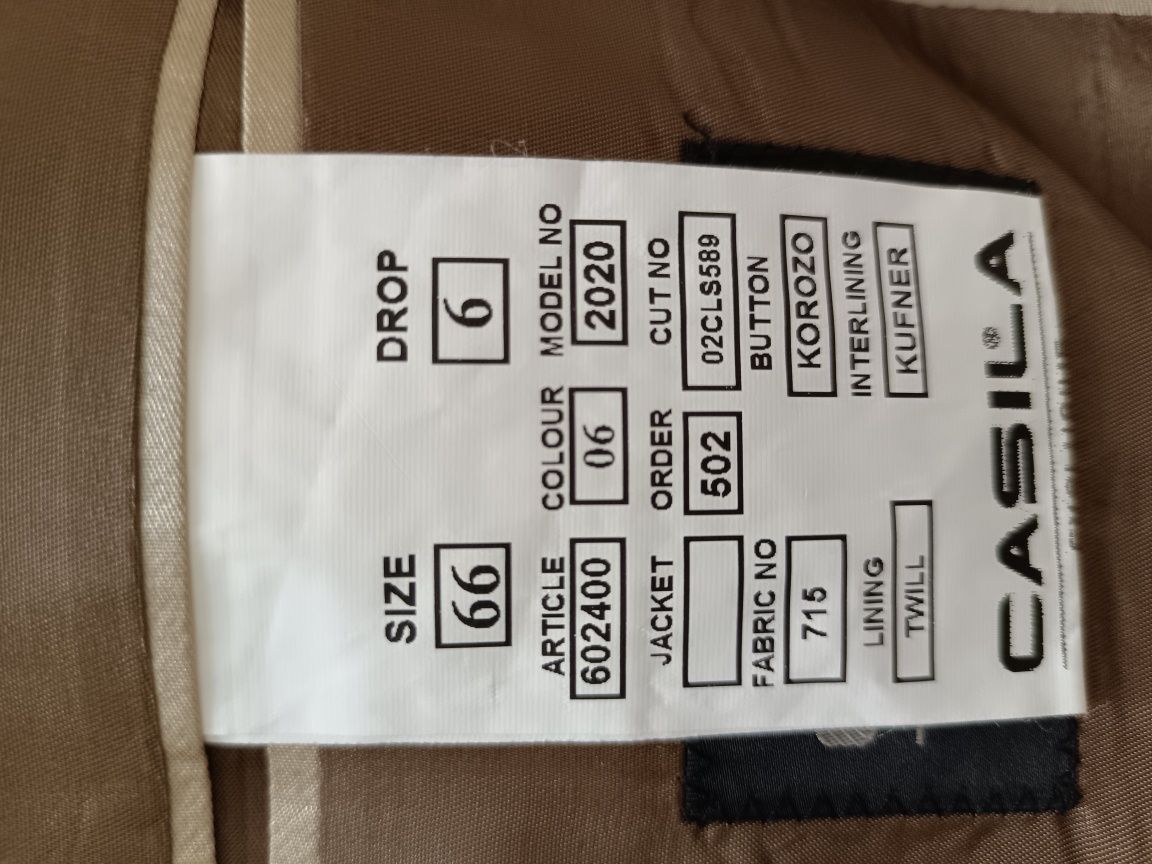 SIZE DROP
66 6
ARTICLE COLOUR MODEL NO
602400 06 2020
JACKET ORDER CUT NO
502 02CLS589
FABRIC NO BUTTON
715 KOROZO
LINING INTERLINING
TWILL KUFNER
CASILA®